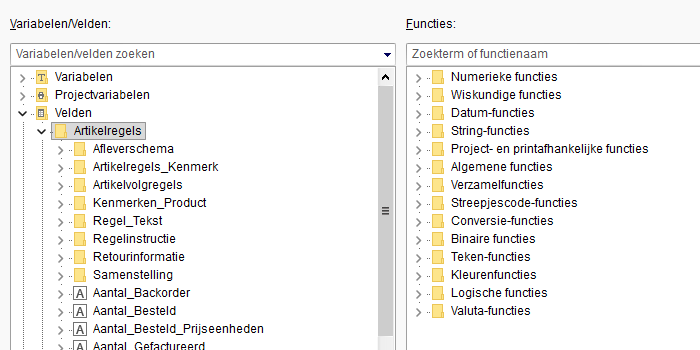 Variabelen/Velden:
Variabelen/velden zoeken
Variabelen
Projectvariabelen
Velden
Artikelregels
Afleverschema
Artikelregels_Kenmerk
Artikelvolgregels
Kenmerken_Product
Regel_Tekst
Regelinstructie
Retourinformatie
Samenstelling
Aantal_Backorder
Aantal_Besteld
Aantal_Besteld_Prijseenheden
Aantal_Gefactureerd
Functies:
Zoekterm of functienaam
Numerieke functies
Wiskundige functies
Datum-functies
String-functies
Project- en printafhankelijke functies
Algemene functies
Verzamelfuncties
Streepjescode-functies
Conversie-functies
Binaire functies
Teken-functies
Kleurenfuncties
Logische functies
Valuta-functies